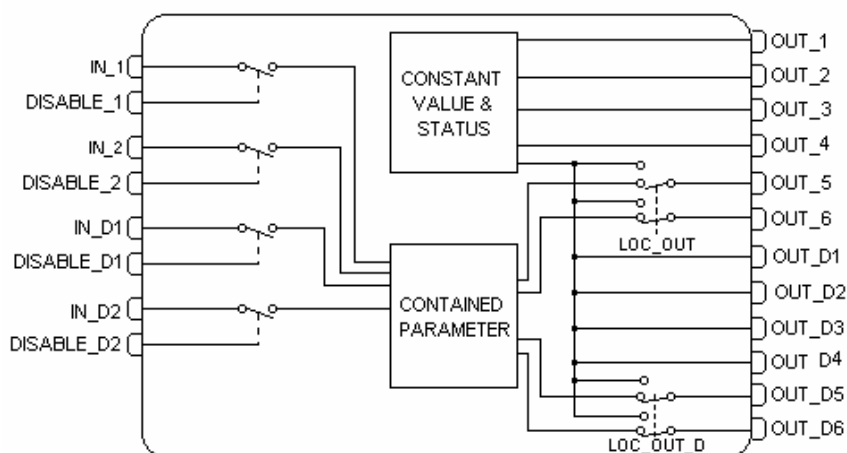 IN_1
DISABLE_1
IN_2
DISABLE_2
IN_D1
DISABLE_D1
IN_D2
DISABLE_D2
CONSTANT
VALUE &
STATUS
CONTAINED
PARAMETER
LOC_OUT
LOC_OUT_D
OUT_1
OUT_2
OUT_3
OUT_4
OUT_5
OUT_6
OUT_D1
OUT_D2
OUT_D3
OUT D4
OUT_D5
OUT_D6